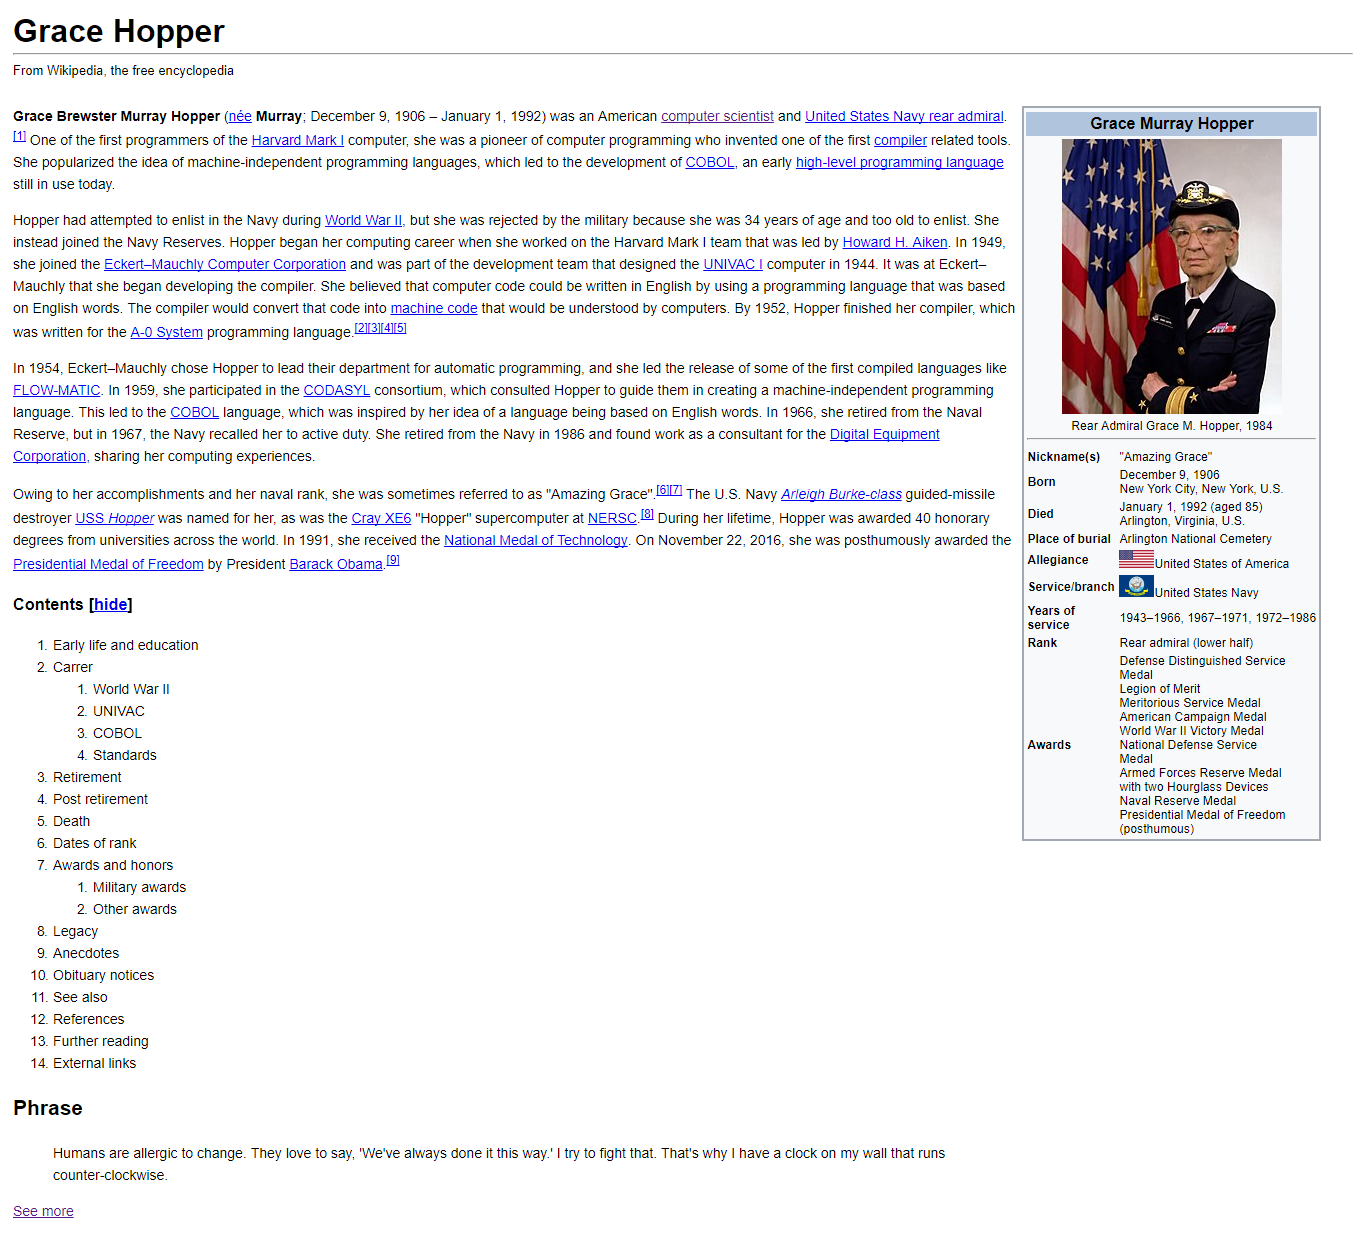 Grace Hopper
From Wikipedia, the free encyclopedia
Grace Brewster Murray Hopper (née Murray; December 9, 1906 – January 1, 1992) was an American computer scientist and United States Navy rear admiral.
[1] One of the first programmers of the Harvard Mark I computer, she was a pioneer of computer programming who invented one of the first compiler related tools.
She popularized the idea of machine-independent programming languages, which led to the development of COBOL, an early high-level programming language
still in use today.
Hopper had attempted to enlist in the Navy during World War II, but she was rejected by the military because she was 34 years of age and too old to enlist. She
instead joined the Navy Reserves. Hopper began her computing career when she worked on the Harvard Mark I team that was led by Howard H. Aiken. In 1949,
she joined the Eckert–Mauchly Computer Corporation and was part of the development team that designed the UNIVAC I computer in 1944. It was at Eckert–
Mauchly that she began developing the compiler. She believed that computer code could be written in English by using a programming language that was based
on English words. The compiler would convert that code into machine code that would be understood by computers. By 1952, Hopper finished her compiler, which
was written for the A-0 System programming language.[2][3][4][5]
In 1954, Eckert–Mauchly chose Hopper to lead their department for automatic programming, and she led the release of some of the first compiled languages like
FLOW-MATIC. In 1959, she participated in the CODASYL consortium, which consulted Hopper to guide them in creating a machine-independent programming
language. This led to the COBOL language, which was inspired by her idea of a language being based on English words. In 1966, she retired from the Naval
Reserve, but in 1967, the Navy recalled her to active duty. She retired from the Navy in 1986 and found work as a consultant for the Digital Equipment
Corporation, sharing her computing experiences.
Owing to her accomplishments and her naval rank, she was sometimes referred to as "Amazing Grace".[6][7] The U.S. Navy Arleigh Burke-class guided-missile
destroyer USS Hopper was named for her, as was the Cray XE6 "Hopper" supercomputer at NERSC.[8] During her lifetime, Hopper was awarded 40 honorary
degrees from universities across the world. In 1991, she received the National Medal of Technology. On November 22, 2016, she was posthumously awarded the
Presidential Medal of Freedom by President Barack Obama.[9]
Contents [hide]
1. Early life and education
2. Carrer
1. World War II
2. UNIVAC
3. COBOL
4. Standards
3. Retirement
4. Post retirement
5. Death
6. Dates of rank
7. Awards and honors
1. Military awards
2. Other awards
8. Legacy
9. Anecdotes
10. Obituary notices
11. See also
12. References
13. Further reading
14. External links
Phrase
Humans are allergic to change. They love to say, 'We've always done it this way.' I try to fight that. That's why I have a clock on my wall that runs
counter-clockwise.
See more
Grace Murray Hopper
Rear Admiral Grace M. Hopper, 1984
Nickname(s) "Amazing Grace"
Born December 9, 1906
New York City, New York, U.S.
Died January 1, 1992 (aged 85)
Arlington, Virginia, U.S.
Place of burial Arlington National Cemetery
Allegiance United States of America
Service/branch United States Navy
Years of
service 1943–1966, 1967–1971, 1972–1986
Rank Rear admiral (lower half)
Awards Defense Distinguished Service
Medal
Legion of Merit
Meritorious Service Medal
American Campaign Medal
World War II Victory Medal
National Defense Service
Medal
Armed Forces Reserve Medal
with two Hourglass Devices
Naval Reserve Medal
Presidential Medal of Freedom
(posthumous)